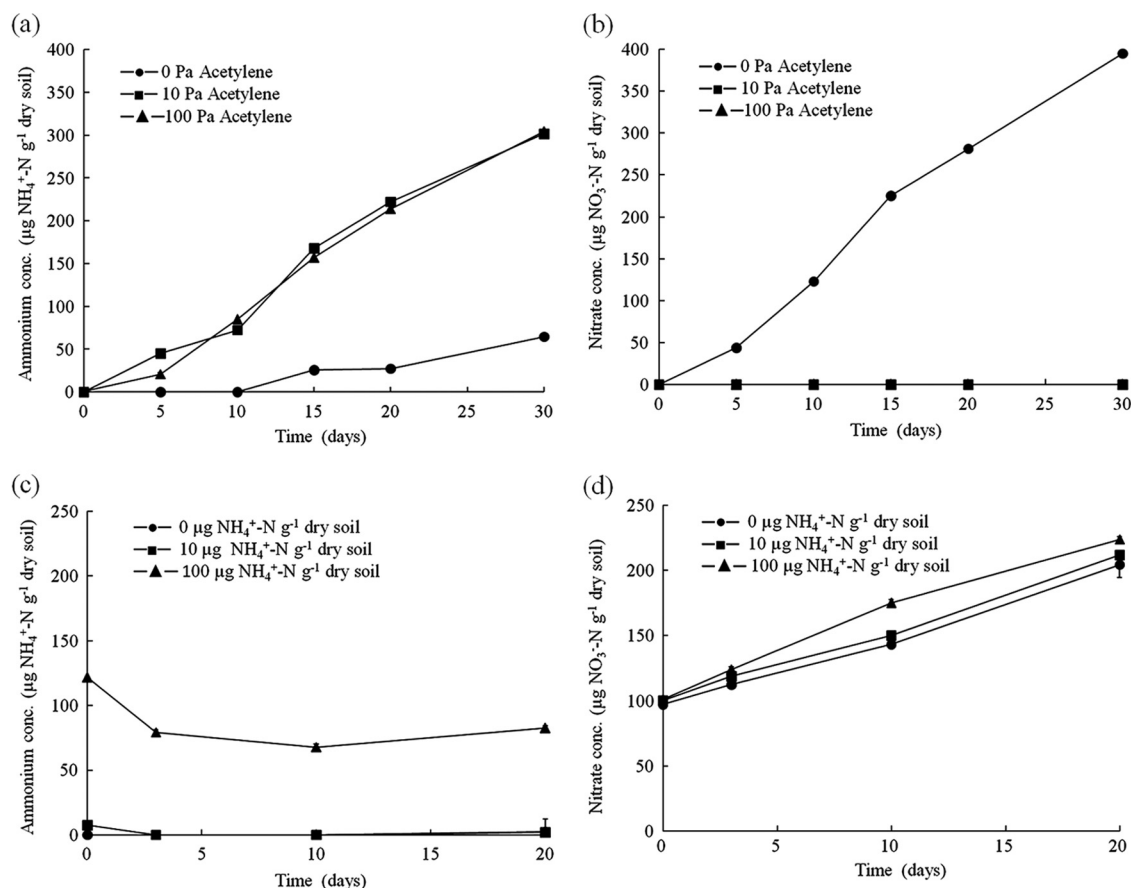 (a)
400
350
300
250
200
150
100
50
0
0 5 10 15 20 25 30
Ammonium conc. (µg NH₄⁺-N g⁻¹ dry soil)
Time (days)
0 Pa Acetylene
10 Pa Acetylene
100 Pa Acetylene
(b)
400
350
300
250
200
150
100
50
0
0 5 10 15 20 25 30
Nitrate conc. (µg NO₃⁻-N g⁻¹ dry soil)
Time (days)
0 Pa Acetylene
10 Pa Acetylene
100 Pa Acetylene
(c)
250
200
150
100
50
0
0 5 10 15 20
Ammonium conc. (µg NH₄⁺-N g⁻¹ dry soil)
Time (days)
0 µg NH₄⁺-N g⁻¹ dry soil
10 µg NH₄⁺-N g⁻¹ dry soil
100 µg NH₄⁺-N g⁻¹ dry soil
(d)
250
200
150
100
50
0
0 5 10 15 20
Nitrate conc. (µg NO₃⁻-N g⁻¹ dry soil)
Time (days)
0 µg NH₄⁺-N g⁻¹ dry soil
10 µg NH₄⁺-N g⁻¹ dry soil
100 µg NH₄⁺-N g⁻¹ dry soil